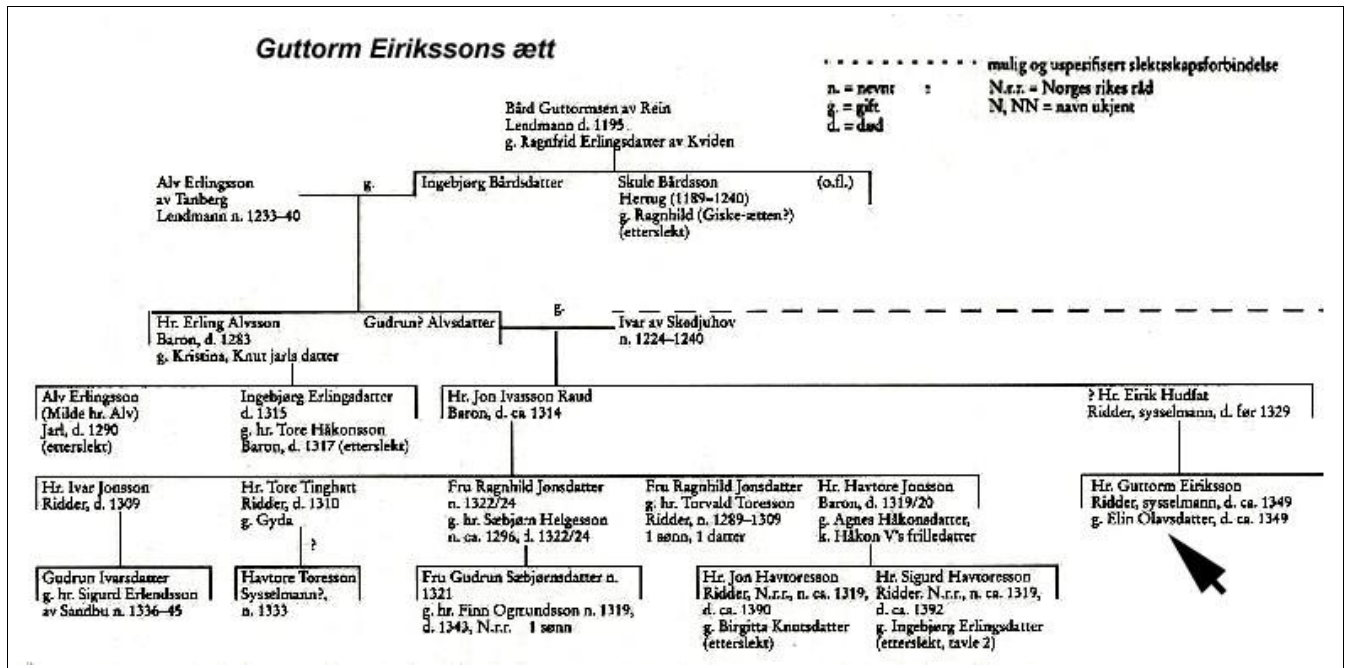 Guttorm Eirikssons ætt
mulig og uspesifisert slektsskapsforbindelse
n. = nevnt
g. = gift
d. = død
N.r.r. = Norges rikes råd
N, NN = navn ukjent
Bård Guttormsen av Rein
Lendmann d. 1195
g. Ragnfrid Erlingsdatter av Kviden
Alv Erlingsson
av Tanberg
Lendmann n. 1233–40
g.
Ingebjørg Bårdsdatter
Skule Bårdsson
Hertug (1189–1240)
g. Ragnhild (Giske-ætten?)
(etterslekt)
(o.fl.)
Hr. Erling Alvsson
Baron, d. 1283
g. Kristina, Knut jarls datter
Gudrun? Alvsdatter
g.
Ivar av Skedjuhov
n. 1224–1240
Alv Erlingsson
(Milde hr. Alv)
Jarl, d. 1290
(etterslekt)
Ingebjørg Erlingsdatter
d. 1315
g. hr. Tore Håkonsson
Baron, d. 1317 (etterslekt)
Hr. Jon Ivarsson Raud
Baron, d. ca. 1314
? Hr. Eirik Hudfat
Ridder, sysselmann, d. før 1329
Hr. Ivar Jonsson
Ridder, d. 1309
Hr. Tore Tinghatt
Ridder, d. 1310
g. Gyda
?
Fru Ragnhild Jonsdatter
n. 1322/24
g. hr. Sæbjørn Helgesson
n. ca. 1296, d. 1322/24
Fru Ragnhild Jonsdatter
g. hr. Torvald Toresson
Ridder, n. 1289–1309
1 sønn, 1 datter
Hr. Havtore Jonsson
Baron, d. 1319/20
g. Agnes Håkonsdatter,
k. Håkon V's frilledatter
Hr. Guttorm Eiriksson
Ridder, sysselmann, d. ca. 1349
g. Elin Olavsdatter, d. ca. 1349
Gudrun Ivarsdatter
g. hr. Sigurd Erlendsson
av Sandbu n. 1336–45
Havtore Toresson
Sysselmann?,
n. 1333
Fru Gudrun Sæbjørnsdatter n.
1321
g. hr. Finn Ogmundsson n. 1319,
d. 1343, N.r.r. 1 sønn
Hr. Jon Havtoresson
Ridder, N.r.r., n. ca. 1319,
d. ca. 1390
g. Birgitta Knutsdatter
(etterslekt)
Hr. Sigurd Havtoresson
Ridder. N.r.r., n. ca. 1319,
d. ca. 1392
g. Ingebjørg Erlingsdatter
(etterslekt, tavle 2)